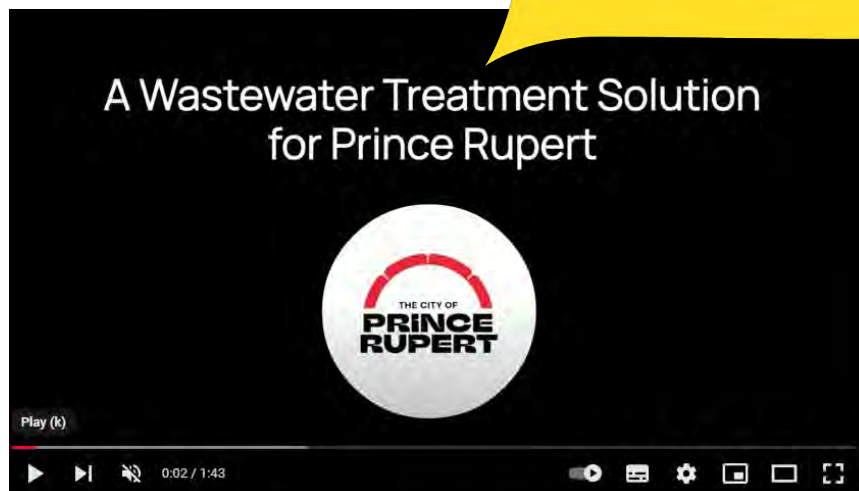 A Wastewater Treatment Solution
for Prince Rupert
THE CITY OF
PRINCE
RUPERT
Play (k)
0:02 / 1:43